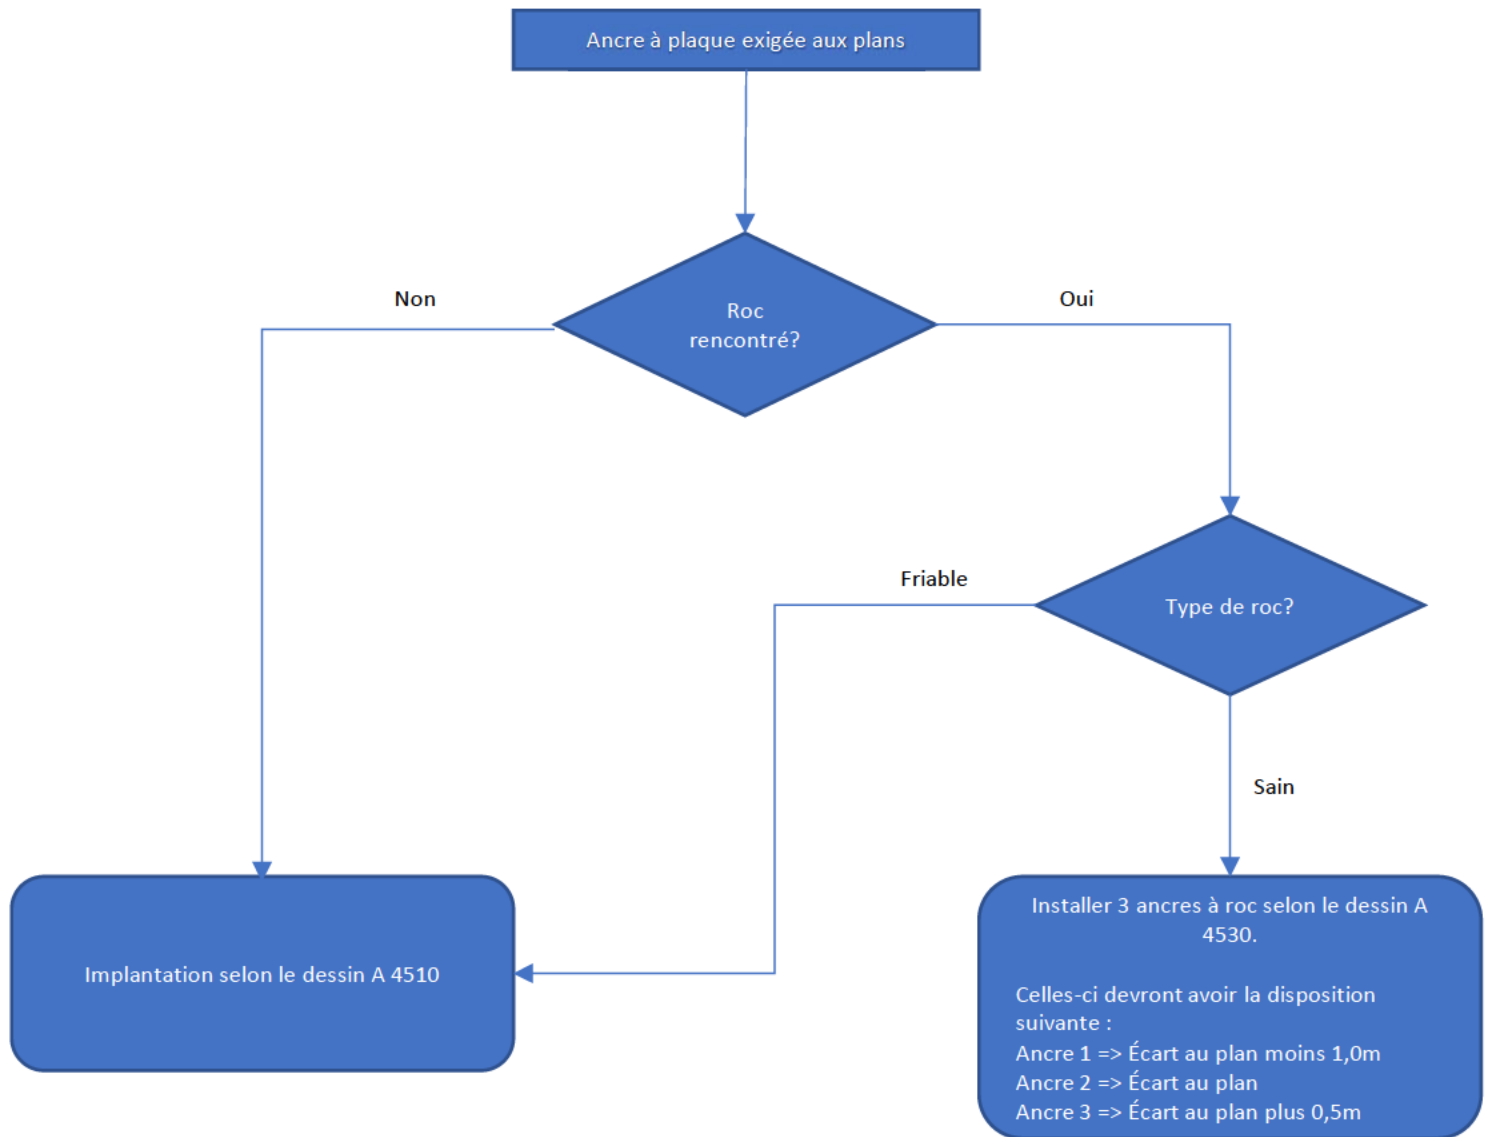 Ancre à plaque exigée aux plans
Non
Oui
Roc
rencontré?
Friable
Type de roc?
Sain
Implantation selon le dessin A 4510
Installer 3 ancres à roc selon le dessin A
4530.
Celles-ci devront avoir la disposition
suivante :
Ancre 1 => Écart au plan moins 1,0m
Ancre 2 => Écart au plan
Ancre 3 => Écart au plan plus 0,5m